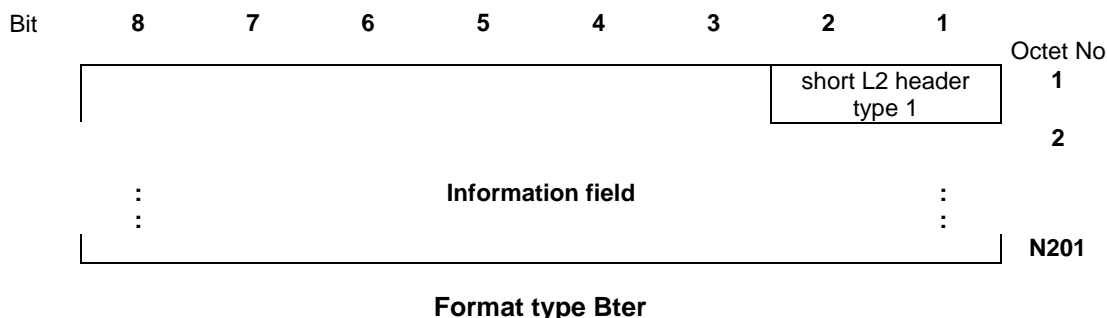 Bit 8 7 6 5 4 3 2 1
Octet No
short L2 header 1
type 1
2
: Information field :
: :
N201
Format type Bter